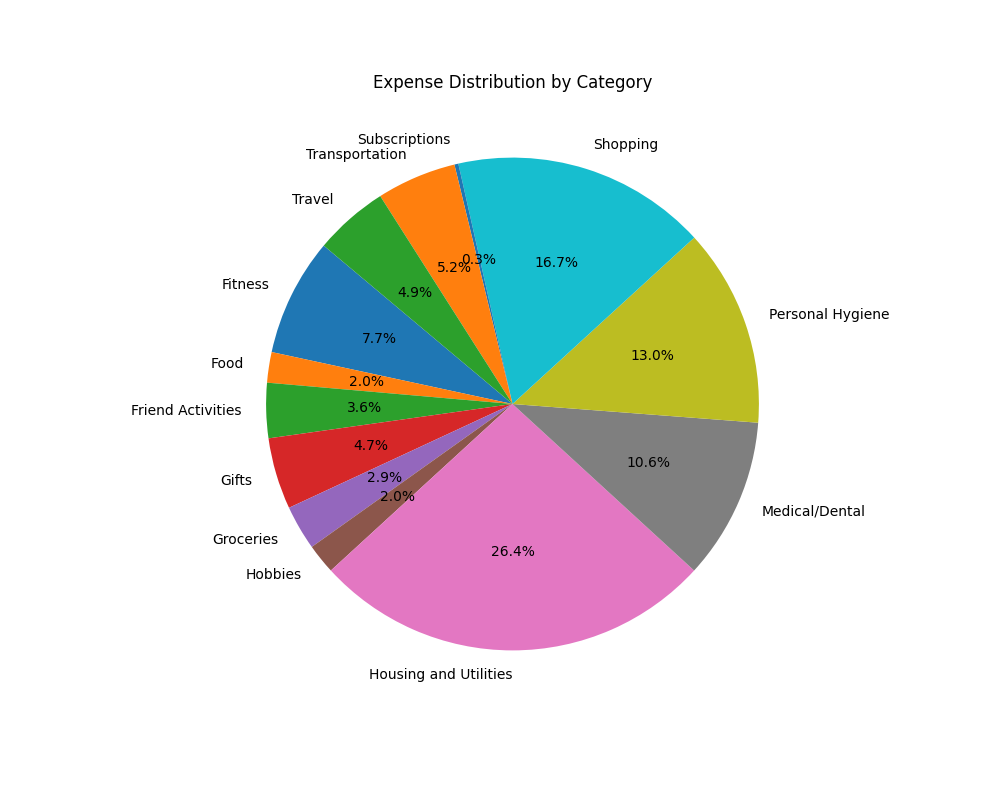 Expense Distribution by Category
Subscriptions
Shopping
Transportation
Travel
0.3%
16.7%
5.2%
Fitness
4.9%
Personal Hygiene
7.7%
13.0%
Food
2.0%
Friend Activities
3.6%
4.7%
10.6%
Gifts
2.9%
2.0%
Medical/Dental
Groceries
26.4%
Hobbies
Housing and Utilities